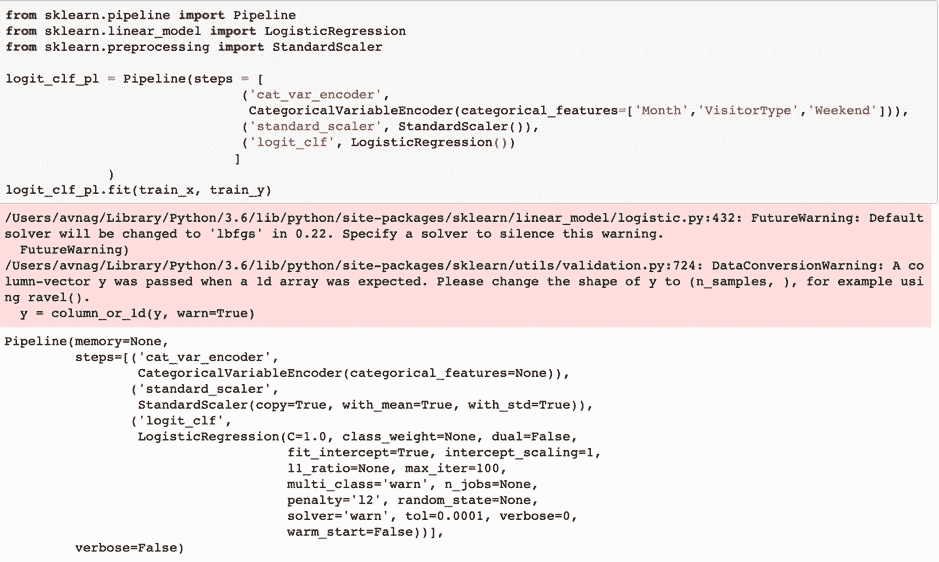 from sklearn.pipeline import Pipeline
from sklearn.linear_model import LogisticRegression
from sklearn.preprocessing import StandardScaler

logit_clf_pl = Pipeline(steps = [
                              ('cat_var_encoder',
                               CategoricalVariableEncoder(categorical_features=['Month','VisitorType','Weekend'])),
                              ('standard_scaler', StandardScaler()),
                              ('logit_clf', LogisticRegression())
                             ]
             )
logit_clf_pl.fit(train_x, train_y)
/Users/avnag/Library/Python/3.6/lib/python/site-packages/sklearn/linear_model/logistic.py:432: FutureWarning: Default
solver will be changed to 'lbfgs' in 0.22. Specify a solver to silence this warning.
  FutureWarning)
/Users/avnag/Library/Python/3.6/lib/python/site-packages/sklearn/utils/validation.py:724: DataConversionWarning: A co
lumn-vector y was passed when a 1d array was expected. Please change the shape of y to (n_samples, ), for example usi
ng ravel().
  y = column_or_1d(y, warn=True)
Pipeline(memory=None,
         steps=[('cat_var_encoder',
                 CategoricalVariableEncoder(categorical_features=None)),
                ('standard_scaler',
                 StandardScaler(copy=True, with_mean=True, with_std=True)),
                ('logit_clf',
                 LogisticRegression(C=1.0, class_weight=None, dual=False,
                                    fit_intercept=True, intercept_scaling=1,
                                    l1_ratio=None, max_iter=100,
                                    multi_class='warn', n_jobs=None,
                                    penalty='l2', random_state=None,
                                    solver='warn', tol=0.0001, verbose=0,
                                    warm_start=False))],
         verbose=False)